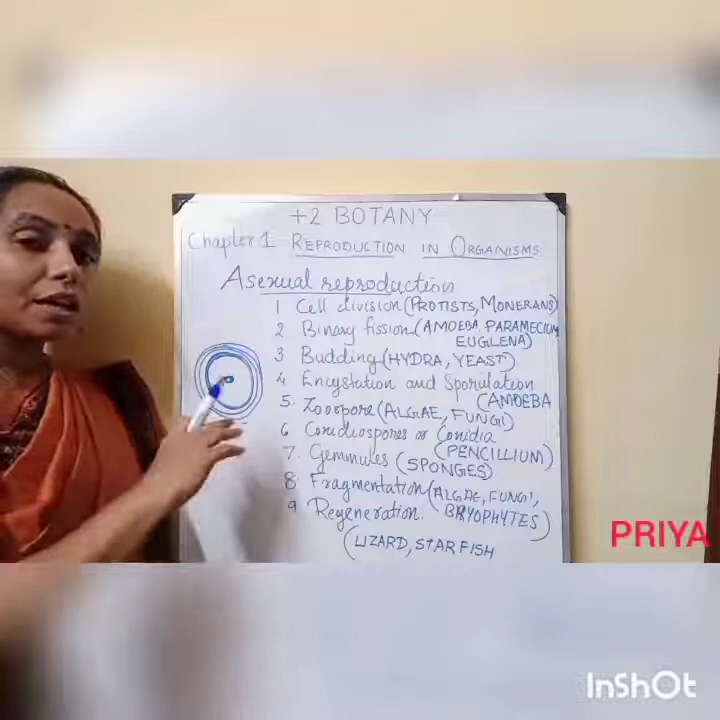 +2 BOTANY
Chapter 1 REPRODUCTION IN ORGANISMS
Asexual reproduction
1 Cell division (PROTISTS, MONERANS)
2 Binary fission (AMOEBA, PARAMECIUM
EUGLENA)
3 Budding (HYDRA, YEAST)
4 Encystation and Sporulation
(AMOEBA
5. Zoospore (ALGAE, FUNGI)
6 Conidiospores or Conidia
(PENCILLIUM)
7. Gemmules (SPONGES)
8 Fragmentation (ALGAE, FUNGI,
BRYOPHYTES)
9 Regeneration.
(LIZARD, STAR FISH
PRIYA
InShOt